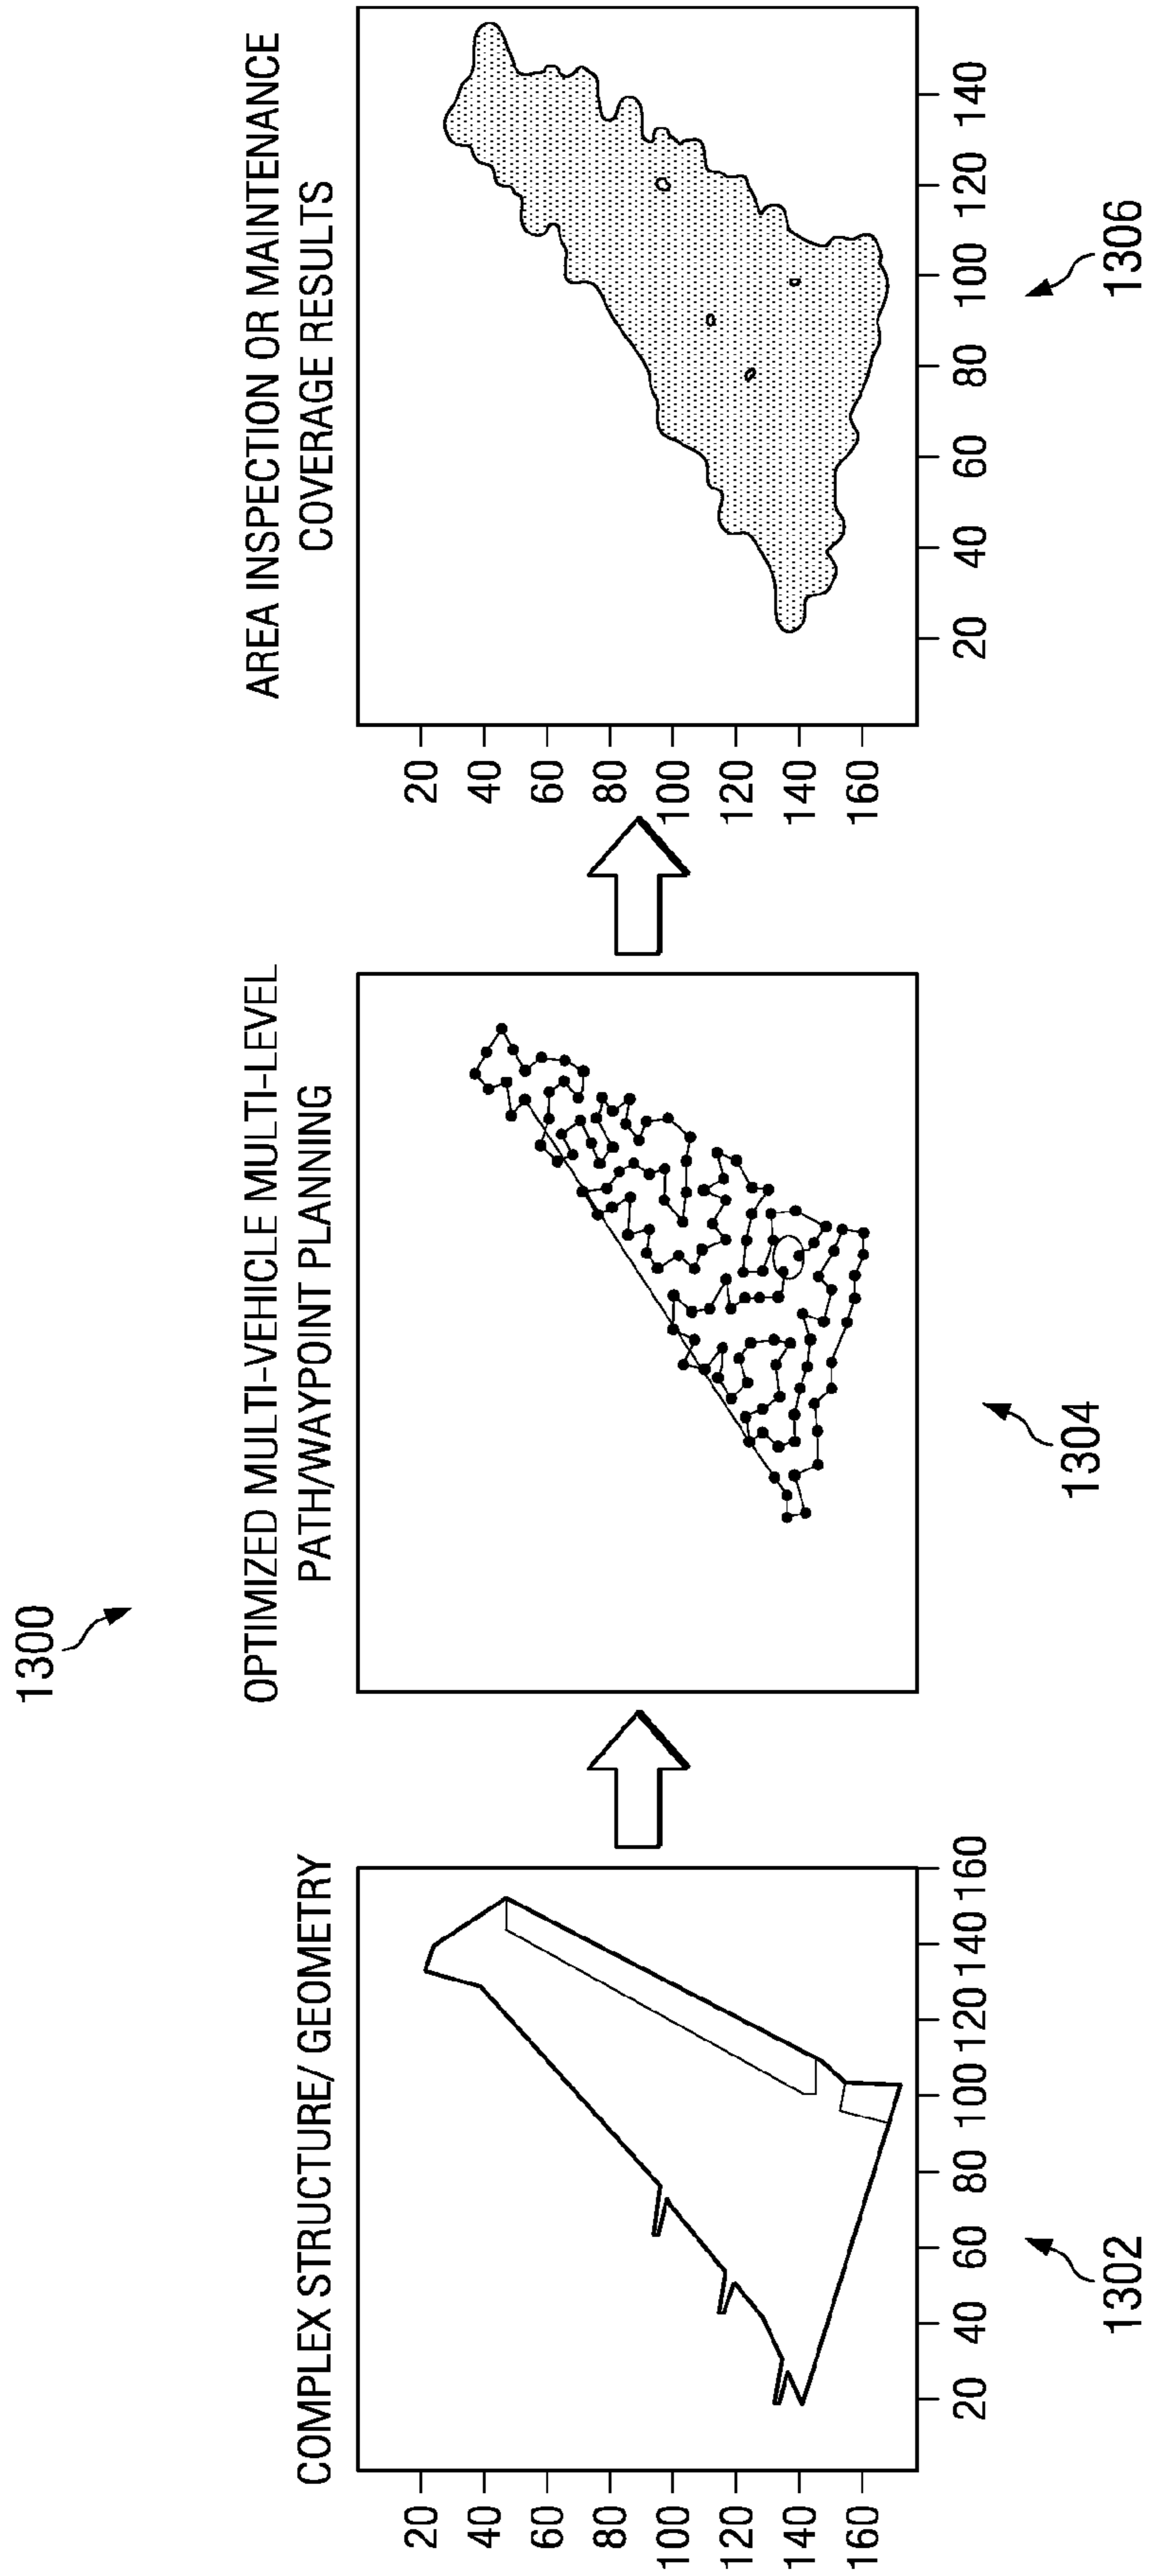 1300
COMPLEX STRUCTURE/ GEOMETRY
20
40
60
80
100
120
140
160
20 40 60 80 100 120 140 160
1302
OPTIMIZED MULTI-VEHICLE MULTI-LEVEL
PATH/WAYPOINT PLANNING
1304
AREA INSPECTION OR MAINTENANCE
COVERAGE RESULTS
20
40
60
80
100
120
140
160
20 40 60 80 100 120 140
1306